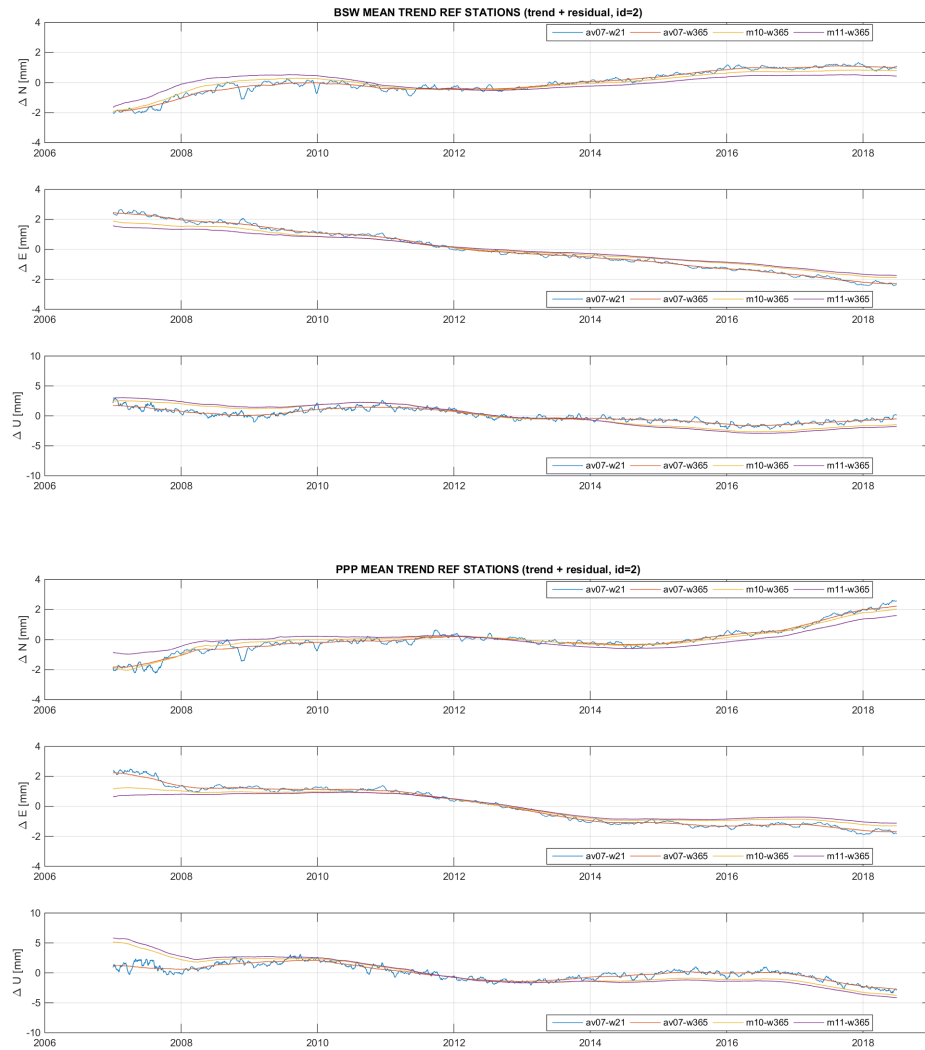 BSW MEAN TREND REF STATIONS (trend + residual, id=2)
4
2
0
-2
-4
Δ N [mm]
av07-w21 av07-w365 m10-w365 m11-w365
2006 2008 2010 2012 2014 2016 2018
4
2
0
-2
-4
Δ E [mm]
av07-w21 av07-w365 m10-w365 m11-w365
2006 2008 2010 2012 2014 2016 2018
10
5
0
-5
-10
Δ U [mm]
av07-w21 av07-w365 m10-w365 m11-w365
2006 2008 2010 2012 2014 2016 2018
PPP MEAN TREND REF STATIONS (trend + residual, id=2)
4
2
0
-2
-4
Δ N [mm]
av07-w21 av07-w365 m10-w365 m11-w365
2006 2008 2010 2012 2014 2016 2018
4
2
0
-2
-4
Δ E [mm]
av07-w21 av07-w365 m10-w365 m11-w365
2006 2008 2010 2012 2014 2016 2018
10
5
0
-5
-10
Δ U [mm]
av07-w21 av07-w365 m10-w365 m11-w365
2006 2008 2010 2012 2014 2016 2018